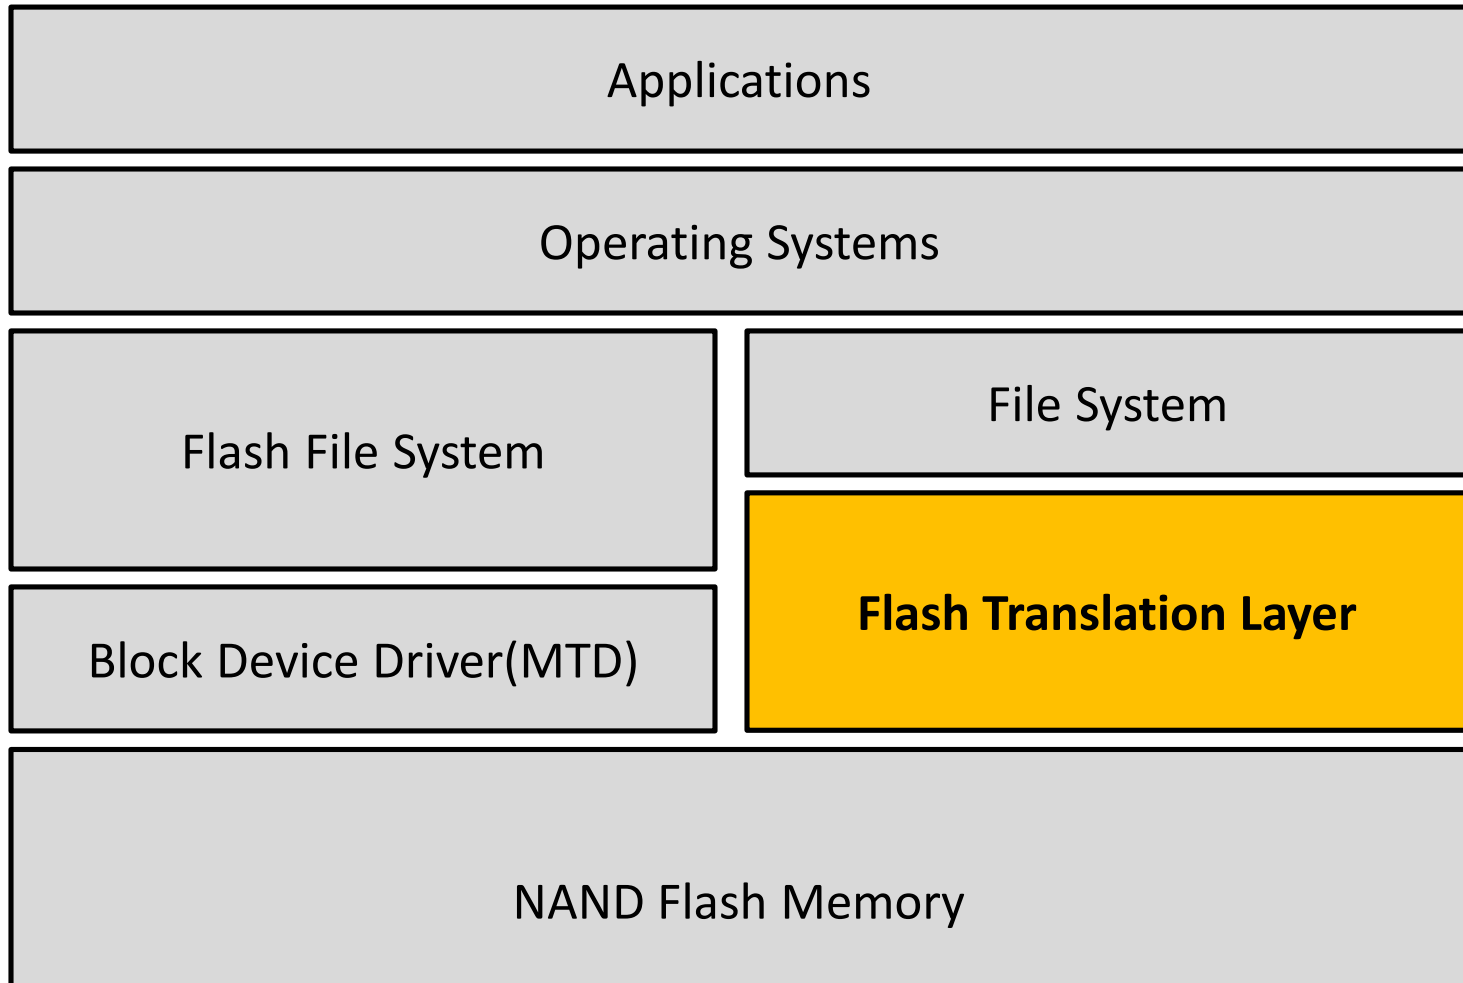 Applications
Operating Systems
Flash File System
File System
Block Device Driver(MTD)
Flash Translation Layer
NAND Flash Memory